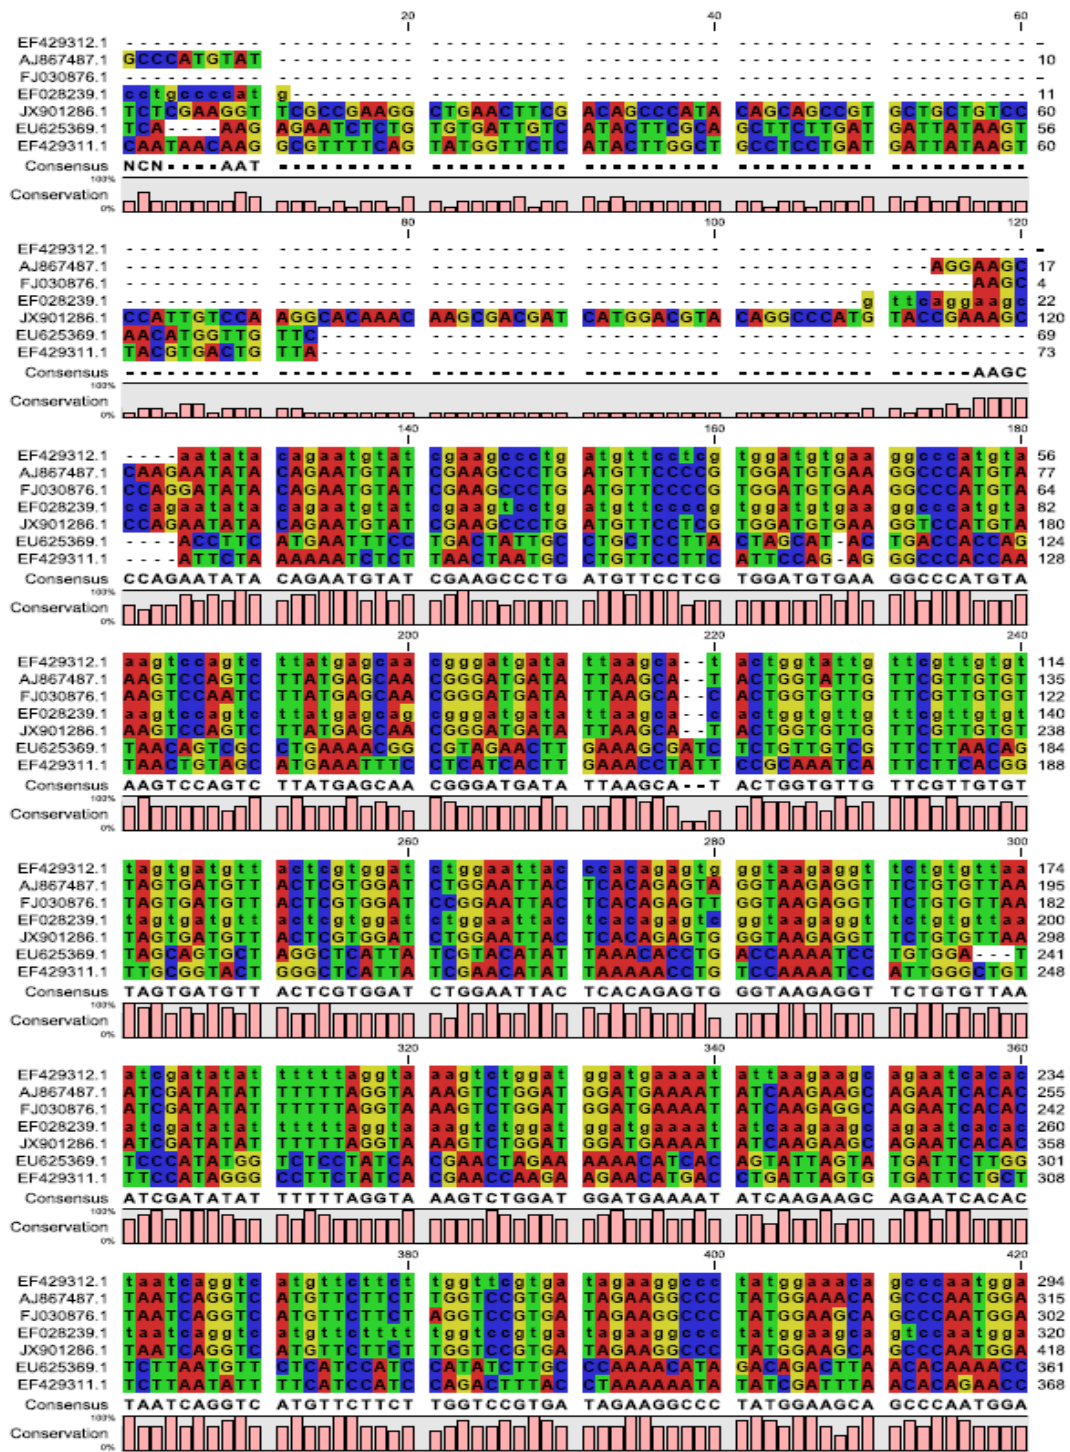 20 40 60
EF429312.1 - - - - - - - - - - - - - - - - - - - - - - - - - - - - - - - - - - - - - - - - - - - - - - - - - - - - - - - - - - - - -
AJ867487.1 GCCCATGTAT - - - - - - - - - - - - - - - - - - - - - - - - - - - - - - - - - - - - - - - - - - - - - - - - - - 10
FJ030876.1 - - - - - - - - - - - - - - - - - - - - - - - - - - - - - - - - - - - - - - - - - - - - - - - - - - - - - - - - - - - - -
EF028239.1 cctgccccat g - - - - - - - - - - - - - - - - - - - - - - - - - - - - - - - - - - - - - - - - - - - - - - - - - 11
JX901286.1 TCTCGAAGGT TCGCCGAAGG CTGAACTTCG ACAGCCCATA CAGCAGCCGT GCTGCTGTCC 60
EU625369.1 TCA----AAG AGAATCTCTG TGTGATTGTC ATACTTCGCA GCTTCTTGAT GATTATAAGT 56
EF429311.1 CAATAACAAG GCGTTTTCAG TATGGTTCTC ATACTTGGCT GCCTCCTGAT GATTATAAGT 60
Consensus NCN----AAT ---------- ---------- ---------- ---------- ----------
100%
Conservation
0%
80 100 120
EF429312.1 ---------- ---------- ---------- ---------- ---------- ---------- -
AJ867487.1 ---------- ---------- ---------- ---------- ---------- ---AGGAAGC 17
FJ030876.1 ---------- ---------- ---------- ---------- ---------- ------AAGC 4
EF028239.1 ---------- ---------- ---------- ---------- ---------g ttcaggaagc 22
JX901286.1 CCATTGTCCA AGGCACAAAC AAGCGACGAT CATGGACGTA CAGGCCCATG TACCGAAAGC 120
EU625369.1 AACATGGTTG TTC------- ---------- ---------- ---------- ---------- 69
EF429311.1 TACGTGACTG TTA------- ---------- ---------- ---------- ---------- 73
Consensus ---------- ---------- ---------- ---------- ---------- ------AAGC
100%
Conservation
0%
140 160 180
EF429312.1 ----aatata cagaatgtat cgaagccctg atgttcctcg tggatgtgaa ggcccatgta 56
AJ867487.1 CAAGAATATA CAGAATGTAT CGAAGCCCTG ATGTTCCCCG TGGATGTGAA GGCCCATGTA 77
FJ030876.1 CCAGGATATA CAGAATGTAT CGAAGCCCTG ATGTTCCCCG TGGATGTGAA GGCCCATGTA 64
EF028239.1 ccagaatata cagaatgtat cgaagtcctg atgttccccg tggatgtgaa ggcccatgta 82
JX901286.1 CCAGAATATA CAGAATGTAT CGAAGCCCTG ATGTTCCTCG TGGATGTGAA GGTCCATGTA 180
EU625369.1 ----ACCTTC ATGAATTTCC TGACTATTGC CTGCTCCTTA CTAGCAT-AC TGACCACCAG 124
EF429311.1 ----ATTCTA AAAAATCTCT TAACTAATGC CCTGTTCCTC ATTCCAG-AG GGCCCACCAA 128
Consensus CCAGAATATA CAGAATGTAT CGAAGCCCTG ATGTTCCTCG TGGATGTGAA GGCCCATGTA
100%
Conservation
0%
200 220 240
EF429312.1 aagtccagtc ttatgagcaa cgggatgata ttaagca--t actggtattg ttcgttgtgt 114
AJ867487.1 AAGTCCAGTC TTATGAGCAA CGGGATGATA TTAAGCA--T ACTGGTATTG TTCGTTGTGT 135
FJ030876.1 AAGTCCAATC TTATGAGCAA CGGGATGATA TTAAGCA--C ACTGGTGTTG TTCGTTGTGT 122
EF028239.1 aagtccagtc ttatgagcag cgggatgata ttaagca--c actggtgttg ttcgttgtgt 140
JX901286.1 AAGTCCAGTC TTATGAGCAA CGGGATGATA TTAAGCA--T ACTGGTGTTG TTCGTTGTGT 238
EU625369.1 TAACAGTCGC CTGAAAACGG CGTAGAACTT GAAAGCGATC TCTGTTGTCG TTCTTAACAG 184
EF429311.1 TAACTGTAGC ATGAAATTTC CTCATCACTT GAAACCTATT CCGCAAATCA TTCTTCACGG 188
Consensus AAGTCCAGTC TTATGAGCAA CGGGATGATA TTAAGCA--T ACTGGTGTTG TTCGTTGTGT
100%
Conservation
0%
260 280 300
EF429312.1 tagtgatgtt actcgtggat ctggaattac ccacagagtg ggtaagaggt tctgtgttaa 174
AJ867487.1 TAGTGATGTT ACTCGTGGAT CTGGAATTAC TCACAGAGTA GGTAAGAGGT TCTGTGTTAA 195
FJ030876.1 TAGTGATGTT ACTCGTGGAT CCGGAATTAC TCACAGAGTT GGTAAGAGGT TCTGTGTTAA 182
EF028239.1 tagtgatgtt actcgtggat ctggaattac tcacagagtc ggtaagaggt tctgtgttaa 200
JX901286.1 TAGTGATGTT ACTCGTGGAT CTGGAATTAC TCACAGAGTG GGTAAGAGGT TCTGTGTTAA 298
EU625369.1 TAGCAGTGCT AGGCTCATTA TCGTACATAT TAAACACCTG ACCAAAATCC TGTGGA---T 241
EF429311.1 TTGCGGTACT GGGCTCATTA TCGAACATAT TAAAAACCTG TCCAAAATCC ATTGGGCTGT 248
Consensus TAGTGATGTT ACTCGTGGAT CTGGAATTAC TCACAGAGTG GGTAAGAGGT TCTGTGTTAA
100%
Conservation
0%
320 340 360
EF429312.1 atcgatatat tttttaggta aagtctggat ggatgaaaat attaagaagc agaatcacac 234
AJ867487.1 ATCGATATAT TTTTTAGGTA AAGTCTGGAT GGATGAAAAT ATCAAGAAGC AGAATCACAC 255
FJ030876.1 ATCGATATAT TTTTTAGGTA AAGTCTGGAT GGATGAAAAT ATCAAGAGGC AGAATCACAC 242
EF028239.1 atcgatatat tttttaggta aagtctggat ggatgaaaat atcaagaagc agaatcacac 260
JX901286.1 ATCGATATAT TTTTTAGGTA AAGTCTGGAT GGATGAAAAT ATCAAGAAGC AGAATCACAC 358
EU625369.1 TCCCATATGG TCTCCTATCA CGAACTAGAA AAAACATCAC AGTATTAGTA TGATTCTTGG 301
EF429311.1 TTCCATAGGG CCTTCTATCA CGAACCAAGA AGAACATGAC CTGATTAGTG TGATTCTGCT 308
Consensus ATCGATATAT TTTTTAGGTA AAGTCTGGAT GGATGAAAAT ATCAAGAAGC AGAATCACAC
100%
Conservation
0%
380 400 420
EF429312.1 taatcaggtc atgttcttct tggttcgtga tagaaggccc tatggaaaca gcccaatgga 294
AJ867487.1 TAATCAGGTC ATGTTCTTCT TGGTCCGTGA TAGAAGGCCC TATGGAAACA GCCCAATGGA 315
FJ030876.1 TAATCAGGTC ATGTTCTTCT AGGTCCGTGA TAGAAGGCCC TATGGAAGCA GCCCAATGGA 302
EF028239.1 taatcaggtc atgttctttt tggtccgtga tagaaggccc tatggaagca gtccaatgga 320
JX901286.1 TAATCAGGTC ATGTTCTTCT TGGTCCGTGA TAGAAGGCCC TATGGAAGCA GCCCAATGGA 418
EU625369.1 TCTTAATGTT CTCATCCATC CATATCTTGC CCAAAACATA GACAGACTTA ACACAAAACC 361
EF429311.1 TCTTAATATT TTCATCCATC CAGACTTTAC CTAAAAAATA TATCGATTTA ACACAGAACC 368
Consensus TAATCAGGTC ATGTTCTTCT TGGTCCGTGA TAGAAGGCCC TATGGAAGCA GCCCAATGGA
100%
Conservation
0%